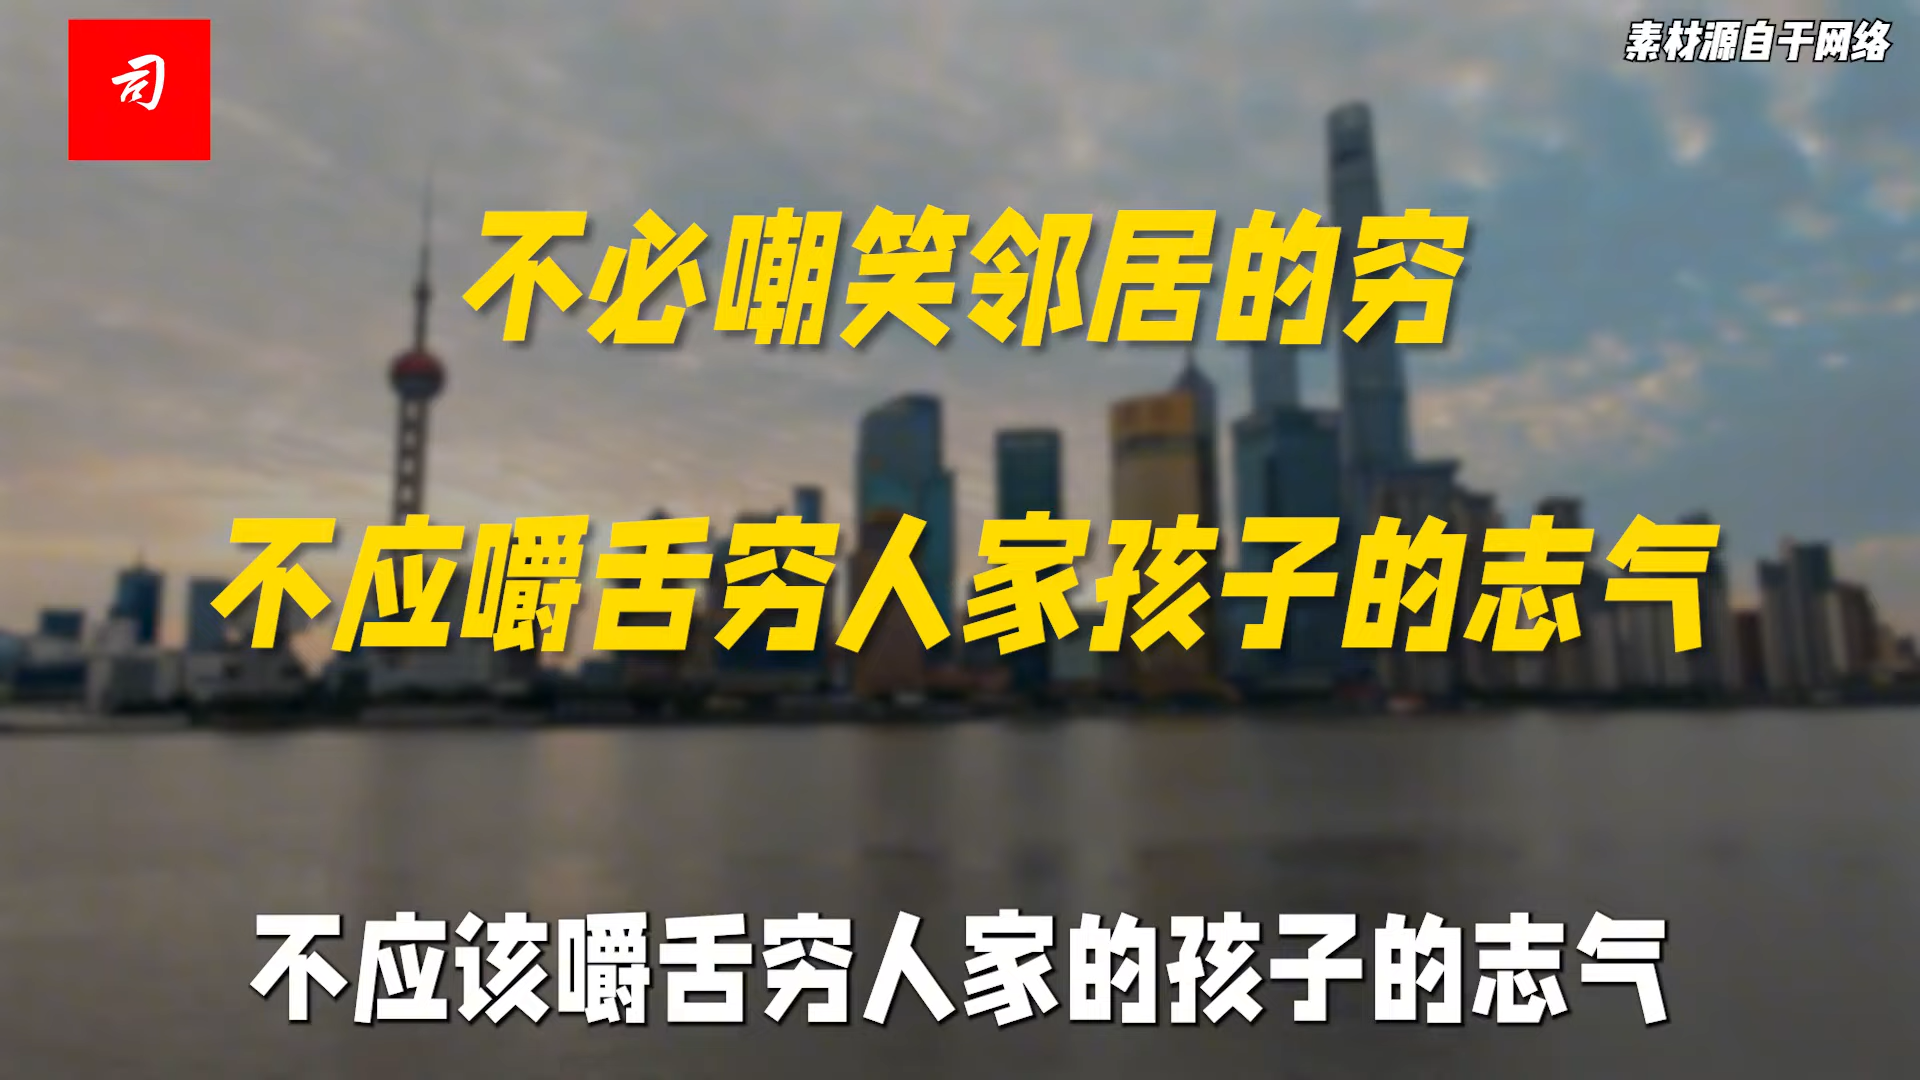 司
素材源自于网络
不必嘲笑邻居的穷
不应嚼舌穷人家孩子的志气
不应该嚼舌穷人家的孩子的志气